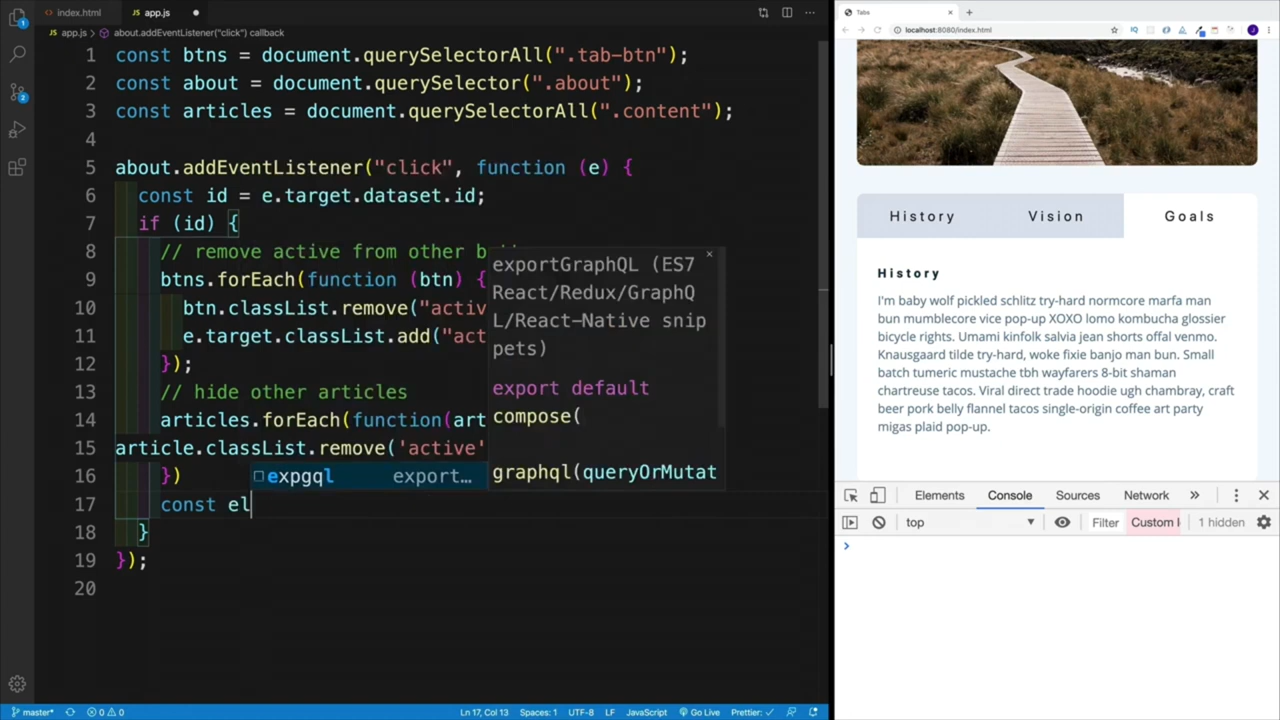 index.html
app.js
app.js > about.addEventListener("click") callback
1 const btns = document.querySelectorAll(".tab-btn");
2 const about = document.querySelector(".about");
3 const articles = document.querySelectorAll(".content");
4
5 about.addEventListener("click", function (e) {
6 const id = e.target.dataset.id;
7 if (id) {
8 // remove active from other b
9 btns.forEach(function (btn) {
10 btn.classList.remove("activ
11 e.target.classList.add("act
12 });
13 // hide other articles
14 articles.forEach(function(art
15 article.classList.remove('active'
16 })
17 const el
18 }
19 });
20
expgql export…
exportGraphQL (ES7
React/Redux/GraphQ
L/React-Native snip
pets)
export default
compose(
graphql(queryOrMutat
master*
0 0
Ln 17, Col 13
Spaces: 1
UTF-8
LF
JavaScript
Go Live
Prettier: ✓
1
2
Tabs
localhost:8080/index.html
History Vision Goals
History
I'm baby wolf pickled schlitz try-hard normcore marfa man
bun mumblecore vice pop-up XOXO lomo kombucha glossier
bicycle rights. Umami kinfolk salvia jean shorts offal venmo.
Knausgaard tilde try-hard, woke fixie banjo man bun. Small
batch tumeric mustache tbh wayfarers 8-bit shaman
chartreuse tacos. Viral direct trade hoodie ugh chambray, craft
beer pork belly flannel tacos single-origin coffee art party
migas plaid pop-up.
Elements Console Sources Network »
top Filter Custom 1 hidden